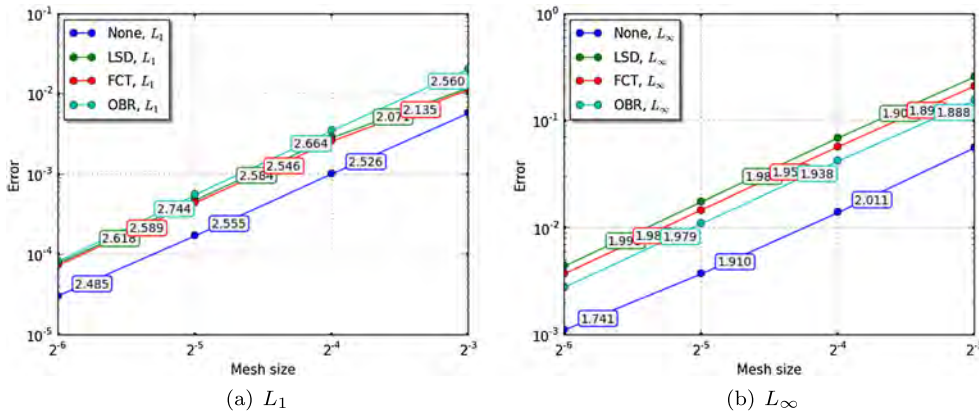 10⁻¹
10⁻²
10⁻³
10⁻⁴
10⁻⁵
Error
None, L₁
LSD, L₁
FCT, L₁
OBR, L₁
2.560
2.135
2.071
2.664
2.546
2.526
2.584
2.744
2.589
2.555
2.618
2.485
2⁻⁶ 2⁻⁵ 2⁻⁴ 2⁻³
Mesh size
(a) L₁
10⁰
10⁻¹
10⁻²
10⁻³
Error
None, L∞
LSD, L∞
FCT, L∞
OBR, L∞
1.888
1.938
2.011
1.979
1.910
1.741
2⁻⁶ 2⁻⁵ 2⁻⁴ 2⁻³
Mesh size
(b) L∞